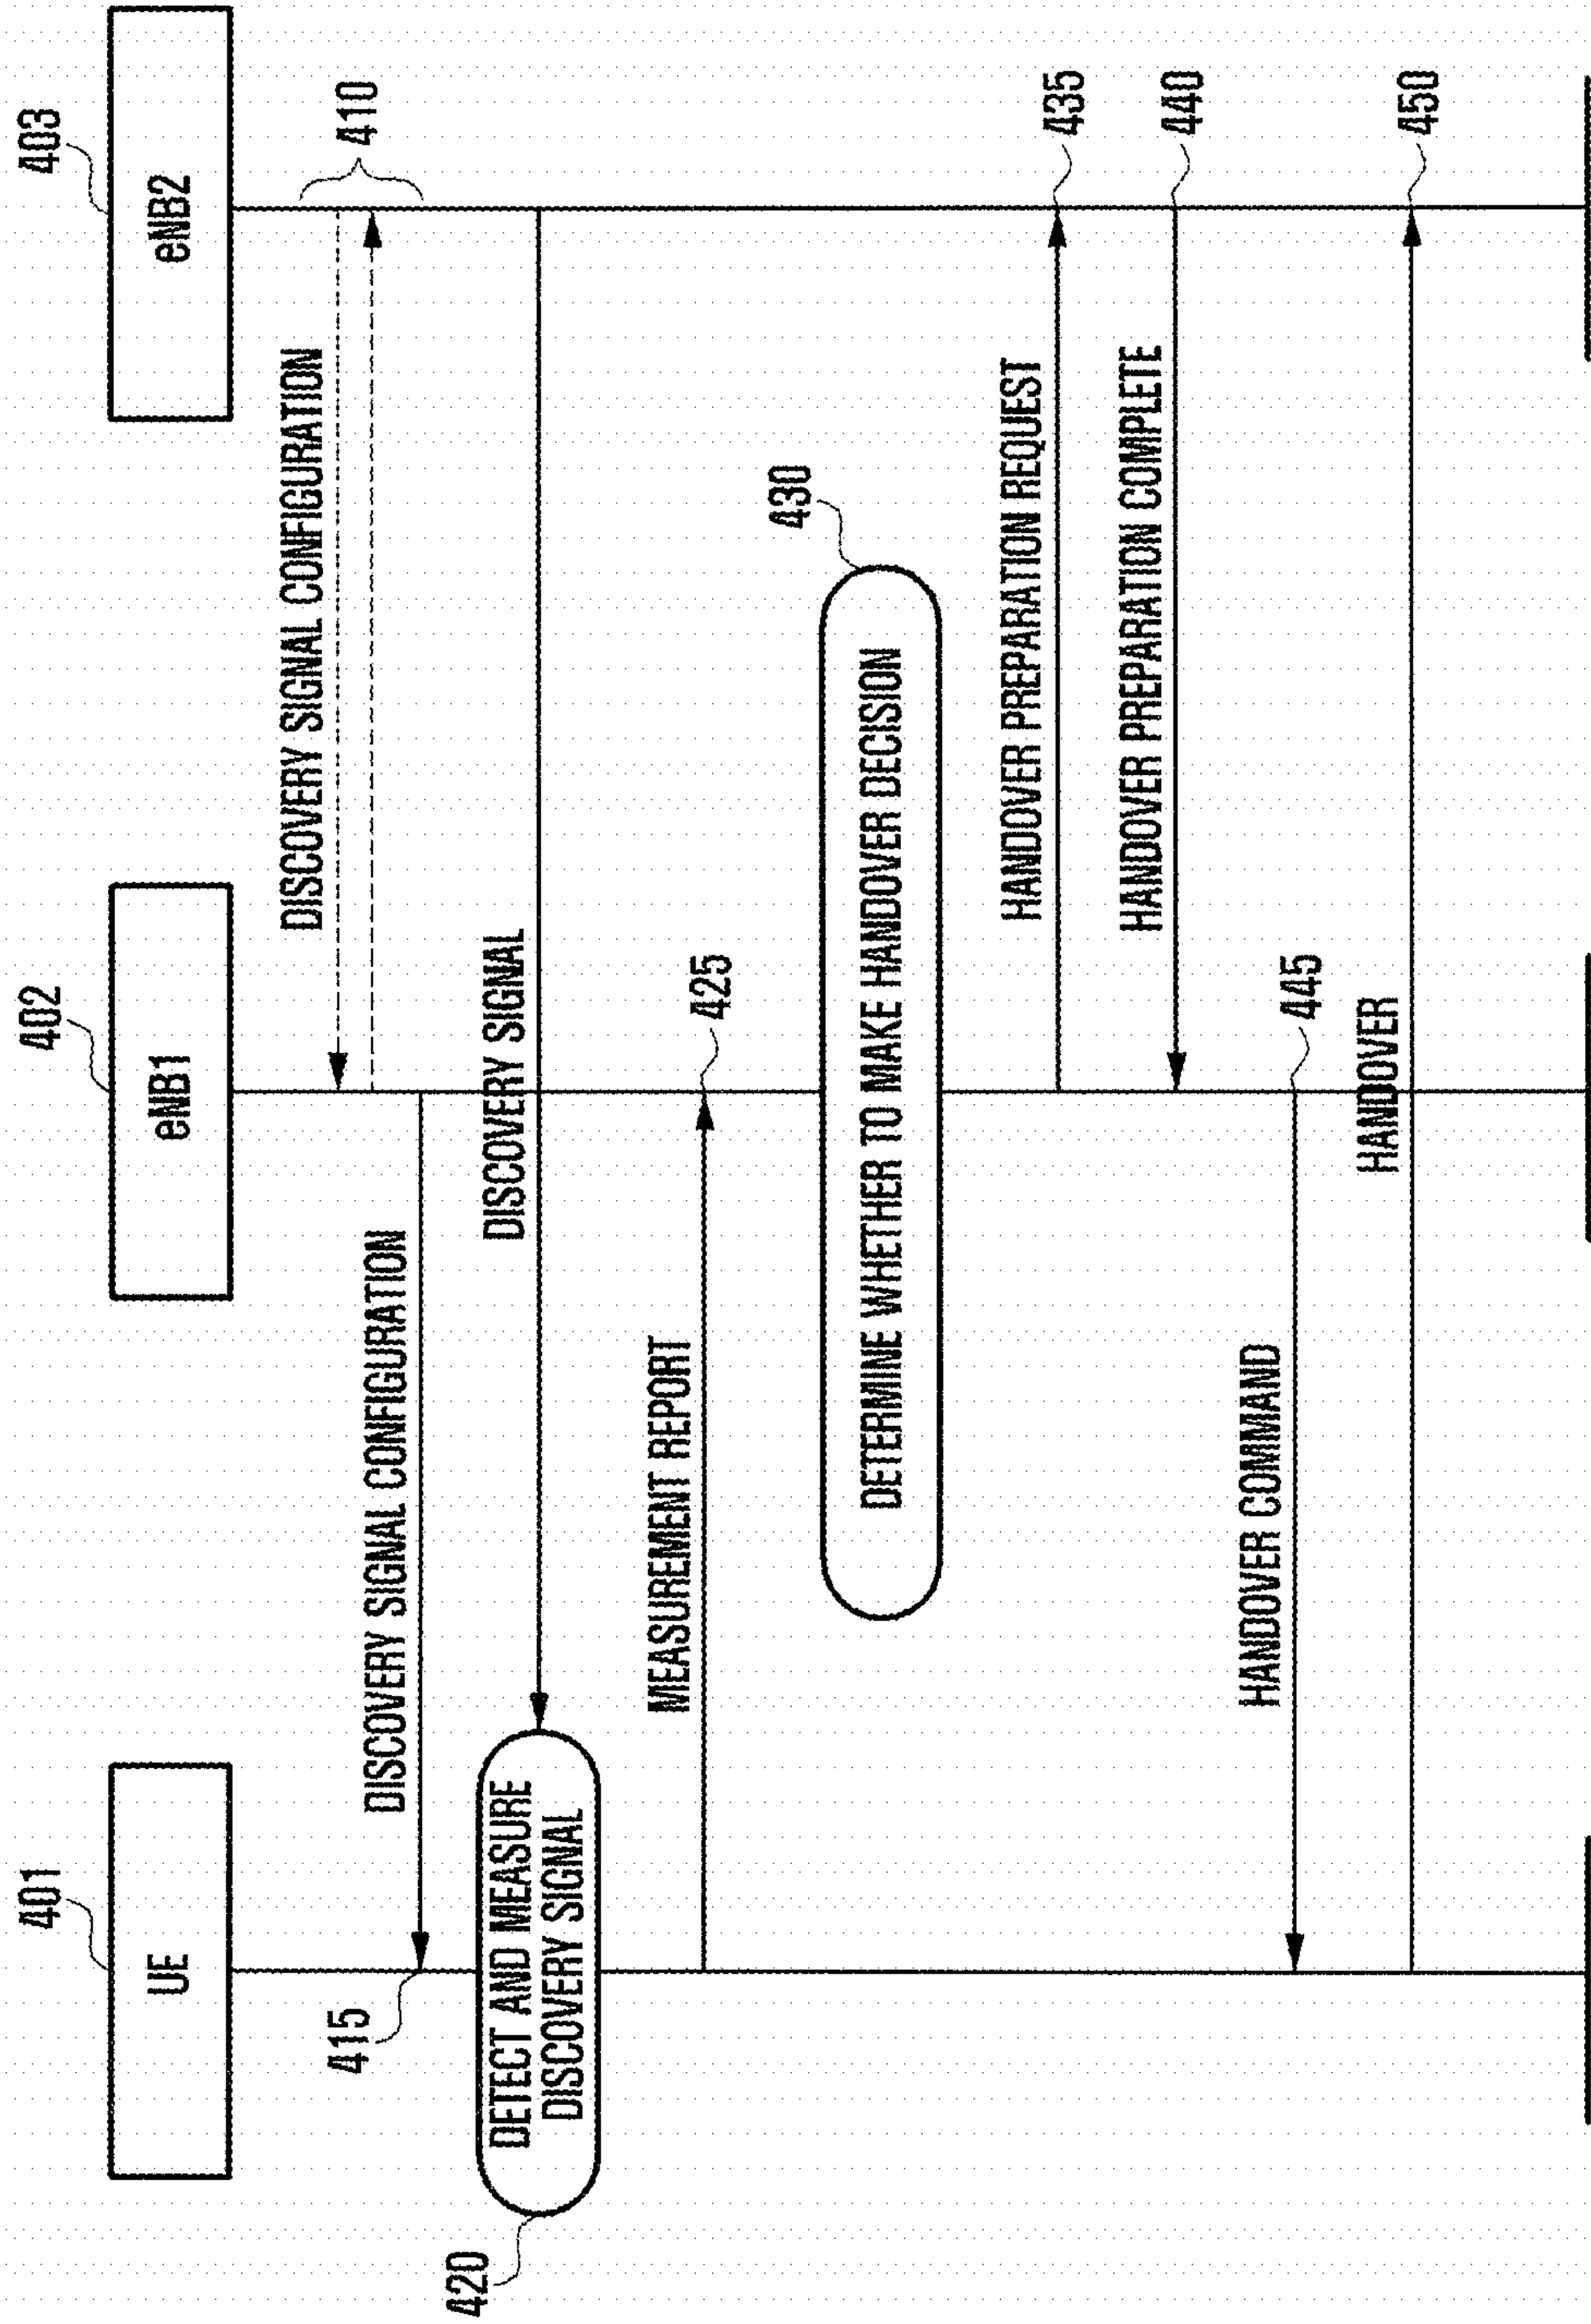 401
402
403
UE
eNB1
eNB2
DISCOVERY SIGNAL CONFIGURATION
410
DISCOVERY SIGNAL CONFIGURATION
415
DISCOVERY SIGNAL
DETECT AND MEASURE
DISCOVERY SIGNAL
420
MEASUREMENT REPORT
425
430
DETERMINE WHETHER TO MAKE HANDOVER DECISION
HANDOVER PREPARATION REQUEST
435
HANDOVER PREPARATION COMPLETE
440
HANDOVER COMMAND
445
HANDOVER
450